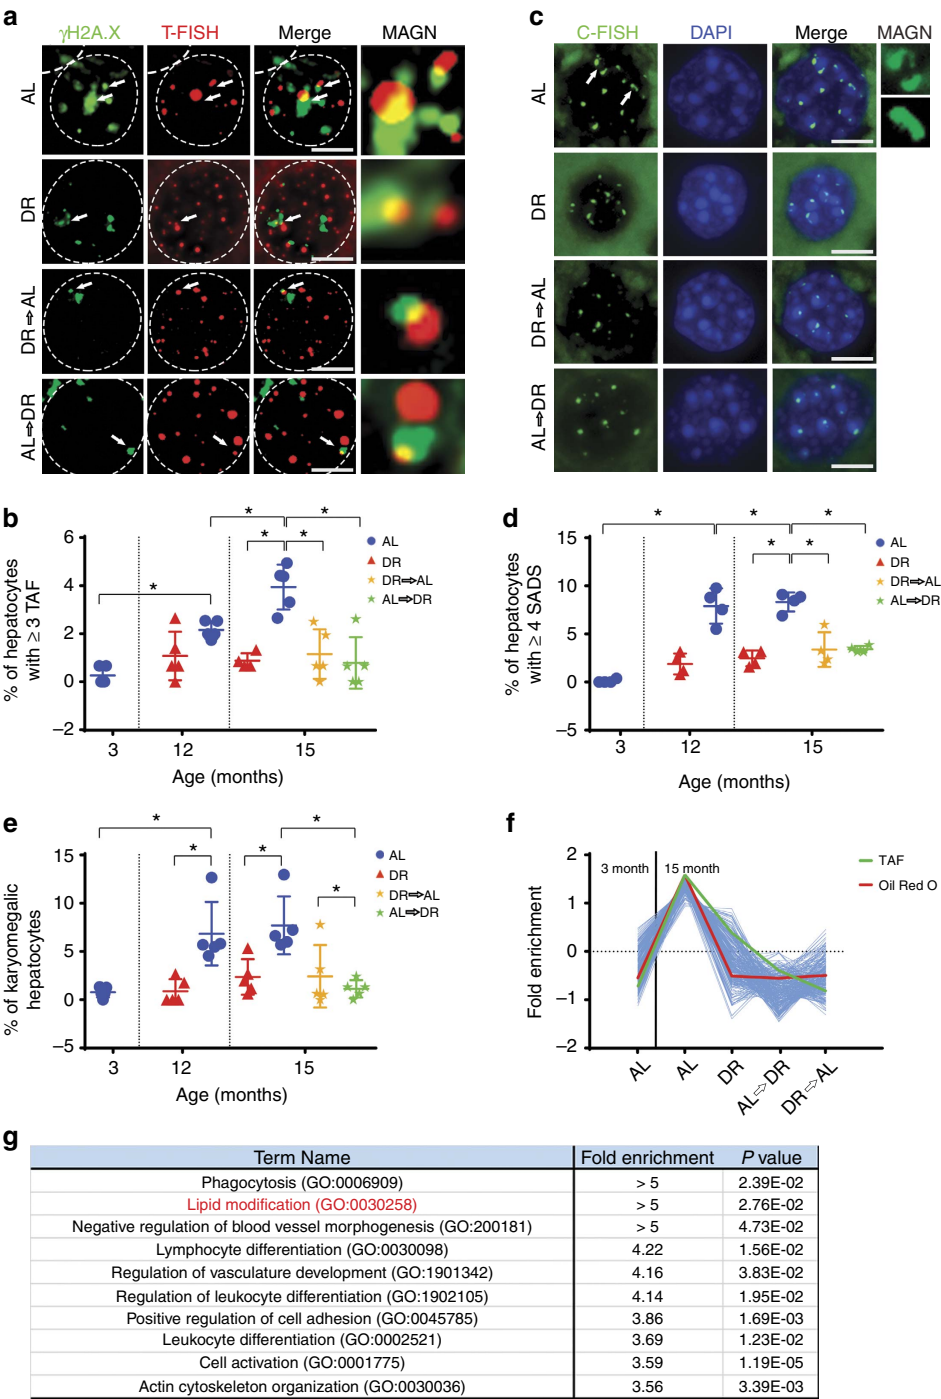 a
γH2A.X T-FISH Merge MAGN
AL
DR
DR⇒AL
AL⇒DR
c
C-FISH DAPI Merge MAGN
AL
DR
DR⇒AL
AL⇒DR
b
% of hepatocytes
with ≥ 3 TAF
6
4
2
0
−2
* * * * *
3 12 15
Age (months)
AL
DR
DR⇒AL
AL⇒DR
d
% of hepatocytes
with ≥ 4 SADS
15
10
5
0
−5
* * * * *
3 12 15
Age (months)
AL
DR
DR⇒AL
AL⇒DR
e
% of karyomegalic
hepatocytes
15
10
5
0
−5
* * * * *
3 12 15
Age (months)
AL
DR
DR⇒AL
AL⇒DR
f
Fold enrichment
2
1
0
−1
−2
3 month 15 month
TAF
Oil Red O
AL AL DR AL⇒DR DR⇒AL
g
Term Name Fold enrichment P value
Phagocytosis (GO:0006909) > 5 2.39E-02
Lipid modification (GO:0030258) > 5 2.76E-02
Negative regulation of blood vessel morphogenesis (GO:200181) > 5 4.73E-02
Lymphocyte differentiation (GO:0030098) 4.22 1.56E-02
Regulation of vasculature development (GO:1901342) 4.16 3.83E-02
Regulation of leukocyte differentiation (GO:1902105) 4.14 1.95E-02
Positive regulation of cell adhesion (GO:0045785) 3.86 1.69E-03
Leukocyte differentiation (GO:0002521) 3.69 1.23E-02
Cell activation (GO:0001775) 3.59 1.19E-05
Actin cytoskeleton organization (GO:0030036) 3.56 3.39E-03